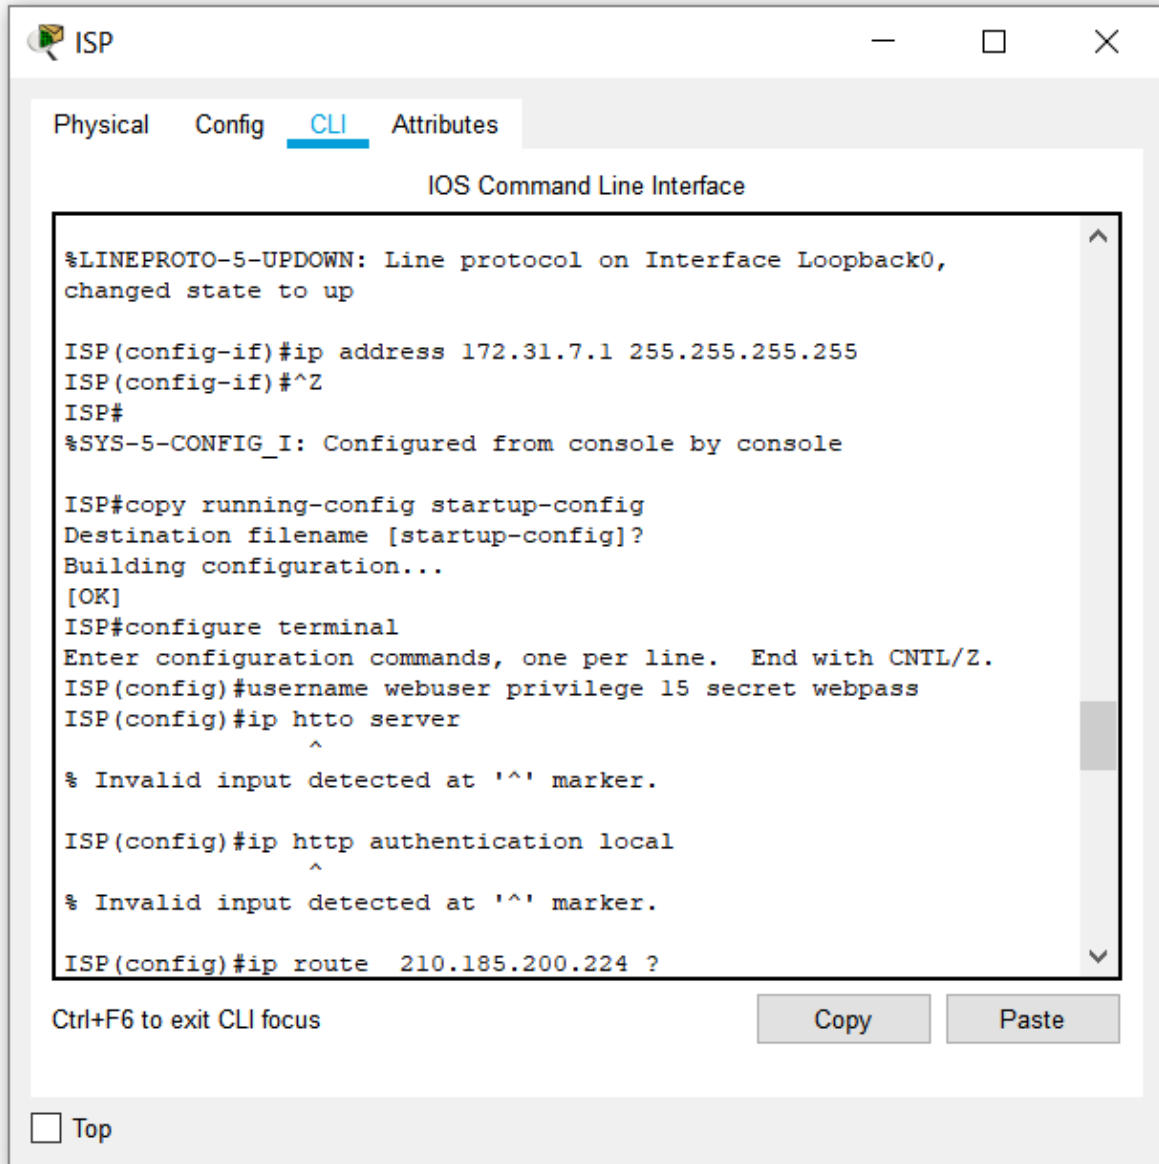 ISP
Physical Config CLI Attributes
IOS Command Line Interface
%LINEPROTO-5-UPDOWN: Line protocol on Interface Loopback0,
changed state to up
ISP(config-if)#ip address 172.31.7.1 255.255.255.255
ISP(config-if)#^Z
ISP#
%SYS-5-CONFIG_I: Configured from console by console
ISP#copy running-config startup-config
Destination filename [startup-config]?
Building configuration...
[OK]
ISP#configure terminal
Enter configuration commands, one per line.  End with CNTL/Z.
ISP(config)#username webuser privilege 15 secret webpass
ISP(config)#ip htto server
^
% Invalid input detected at '^' marker.
ISP(config)#ip http authentication local
^
% Invalid input detected at '^' marker.
ISP(config)#ip route  210.185.200.224 ?
Ctrl+F6 to exit CLI focus
Copy Paste
Top